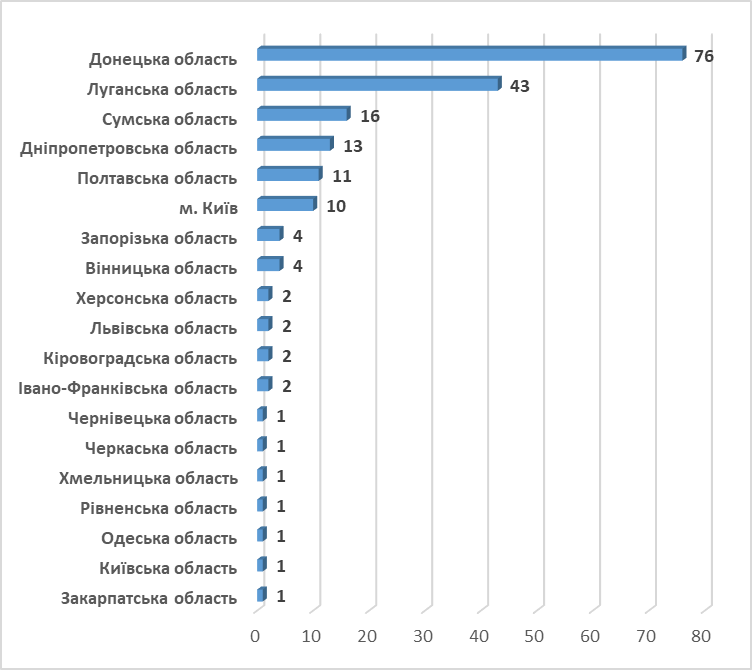 Донецька область 76
Луганська область 43
Сумська область 16
Дніпропетровська область 13
Полтавська область 11
м. Київ 10
Запорізька область 4
Вінницька область 4
Херсонська область 2
Львівська область 2
Кіровоградська область 2
Івано-Франківська область 2
Чернівецька область 1
Черкаська область 1
Хмельницька область 1
Рівненська область 1
Одеська область 1
Київська область 1
Закарпатська область 1
0 10 20 30 40 50 60 70 80